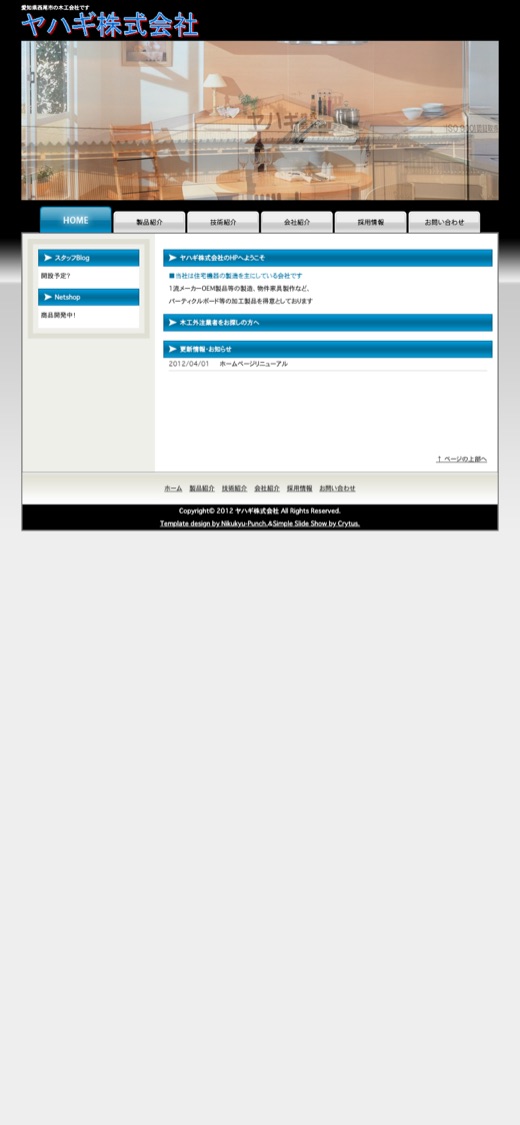 愛知県西尾市の木工会社です
ヤハギ株式会社
ヤハギ
HOME
製品紹介
技術紹介
会社紹介
採用情報
お問い合わせ
スタッフBlog
開設予定?
Netshop
商品開発中!
ヤハギ株式会社のHPへようこそ
■当社は住宅機器の製造を主にしている会社です
1流メーカーOEM製品等の製造、物件家具製作など、
パーティクルボード等の加工製品を得意としております
木工外注業者をお探しの方へ
更新情報・お知らせ
2012/04/01 ホームページリニューアル
↑ ページの上部へ
ホーム 製品紹介 技術紹介 会社紹介 採用情報 お問い合わせ
Copyright© 2012 ヤハギ株式会社 All Rights Reserved.
Template design by Nikukyu-Punch.&Simple Slide Show by Crytus.